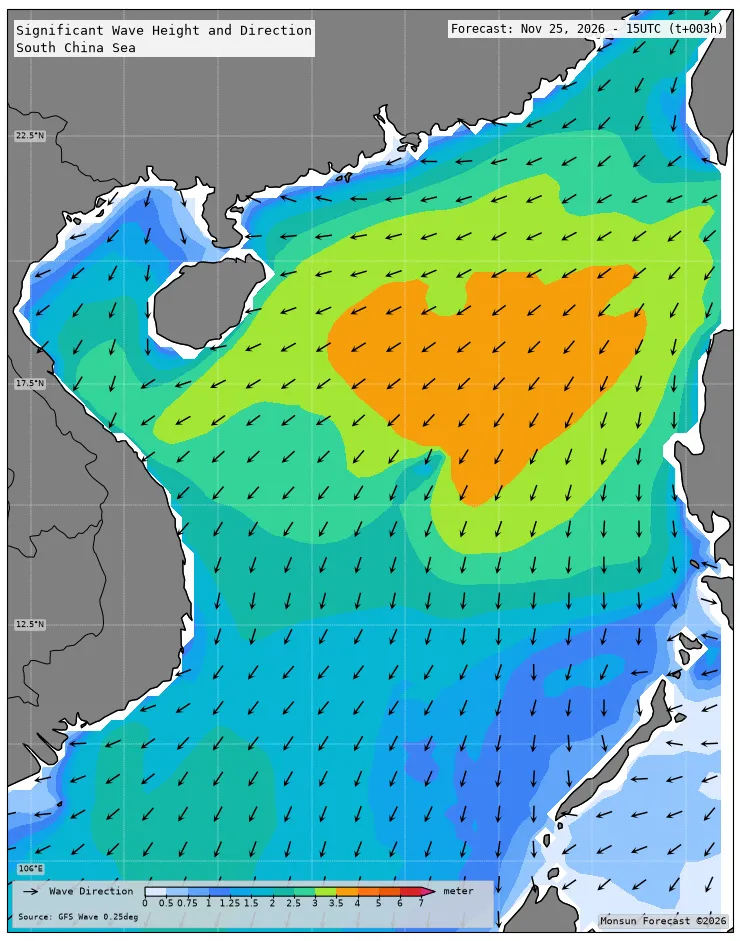 Significant Wave Height and Direction
South China Sea
Forecast: Nov 25, 2026 - 15UTC (t+003h)
22.5°N
17.5°N
12.5°N
106°E
Wave Direction
0 0.5 0.75 1 1.25 1.5 2 2.5 3 3.5 4 5 6 7 meter
Source: GFS Wave 0.25deg
Monsun Forecast ©2026